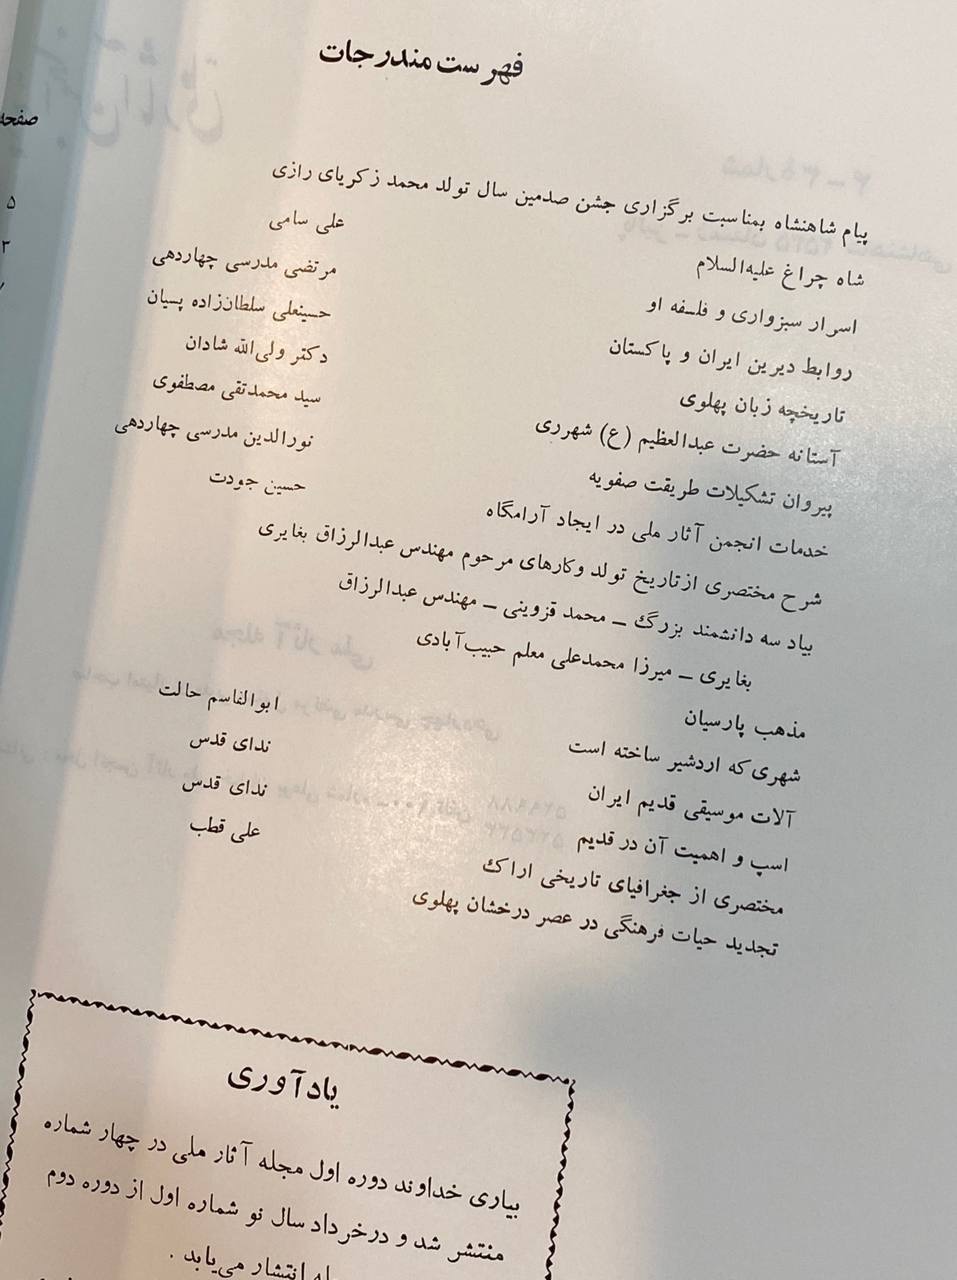 فهرست مندرجات
صفحه
پیام شاهنشاه بمناسبت برگزاری جشن صدمین سال تولد محمد زکریای رازی
۵
شاه چراغ علیه‌السلام علی سامی
اسرار سبزواری و فلسفه او مرتضی مدرسی چهاردهی
روابط دیرین ایران و پاکستان حسینعلی سلطان‌زاده پسیان
تاریخچه زبان پهلوی دکتر ولی‌الله شادان
آستانه حضرت عبدالعظیم (ع) شهرری سید محمدتقی مصطفوی
پیروان تشکیلات طریقت صفویه نورالدین مدرسی چهاردهی
خدمات انجمن آثار ملی در ایجاد آرامگاه حسین جودت
شرح مختصری ازتاریخ تولد وکارهای مرحوم مهندس عبدالرزاق بغایری
بیاد سه دانشمند بزرگ ـ محمد قزوینی ـ مهندس عبدالرزاق
بغایری ـ میرزا محمدعلی معلم حبیب‌آبادی
مذهب پارسیان ابوالقاسم حالت
شهری که اردشیر ساخته است ندای قدس
آلات موسیقی قدیم ایران ندای قدس
اسب و اهمیت آن در قدیم علی قطب
مختصری از جغرافیای تاریخی اراک
تجدید حیات فرهنگی در عصر درخشان پهلوی
یادآوری
بیاری خداوند دوره اول مجله آثار ملی در چهار شماره
منتشر شد و درخرداد سال نو شماره اول از دوره دوم
انتشار می‌یابد .